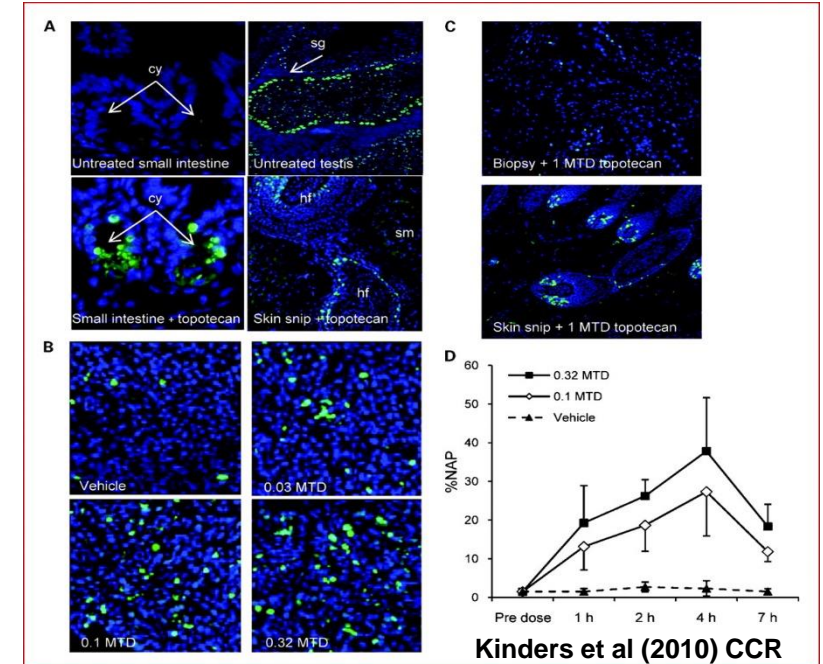 A
sg
cy
Untreated small intestine
Untreated testis
cy
hf
sm
hf
Small intestine + topotecan
Skin snip + topotecan
C
Biopsy + 1 MTD topotecan
Skin snip + 1 MTD topotecan
B
Vehicle
0.03 MTD
0.1 MTD
0.32 MTD
D
60
50
40
30
20
10
0
%NAP
0.32 MTD
0.1 MTD
Vehicle
Pre dose 1 h 2 h 4 h 7 h
Kinders et al (2010) CCR